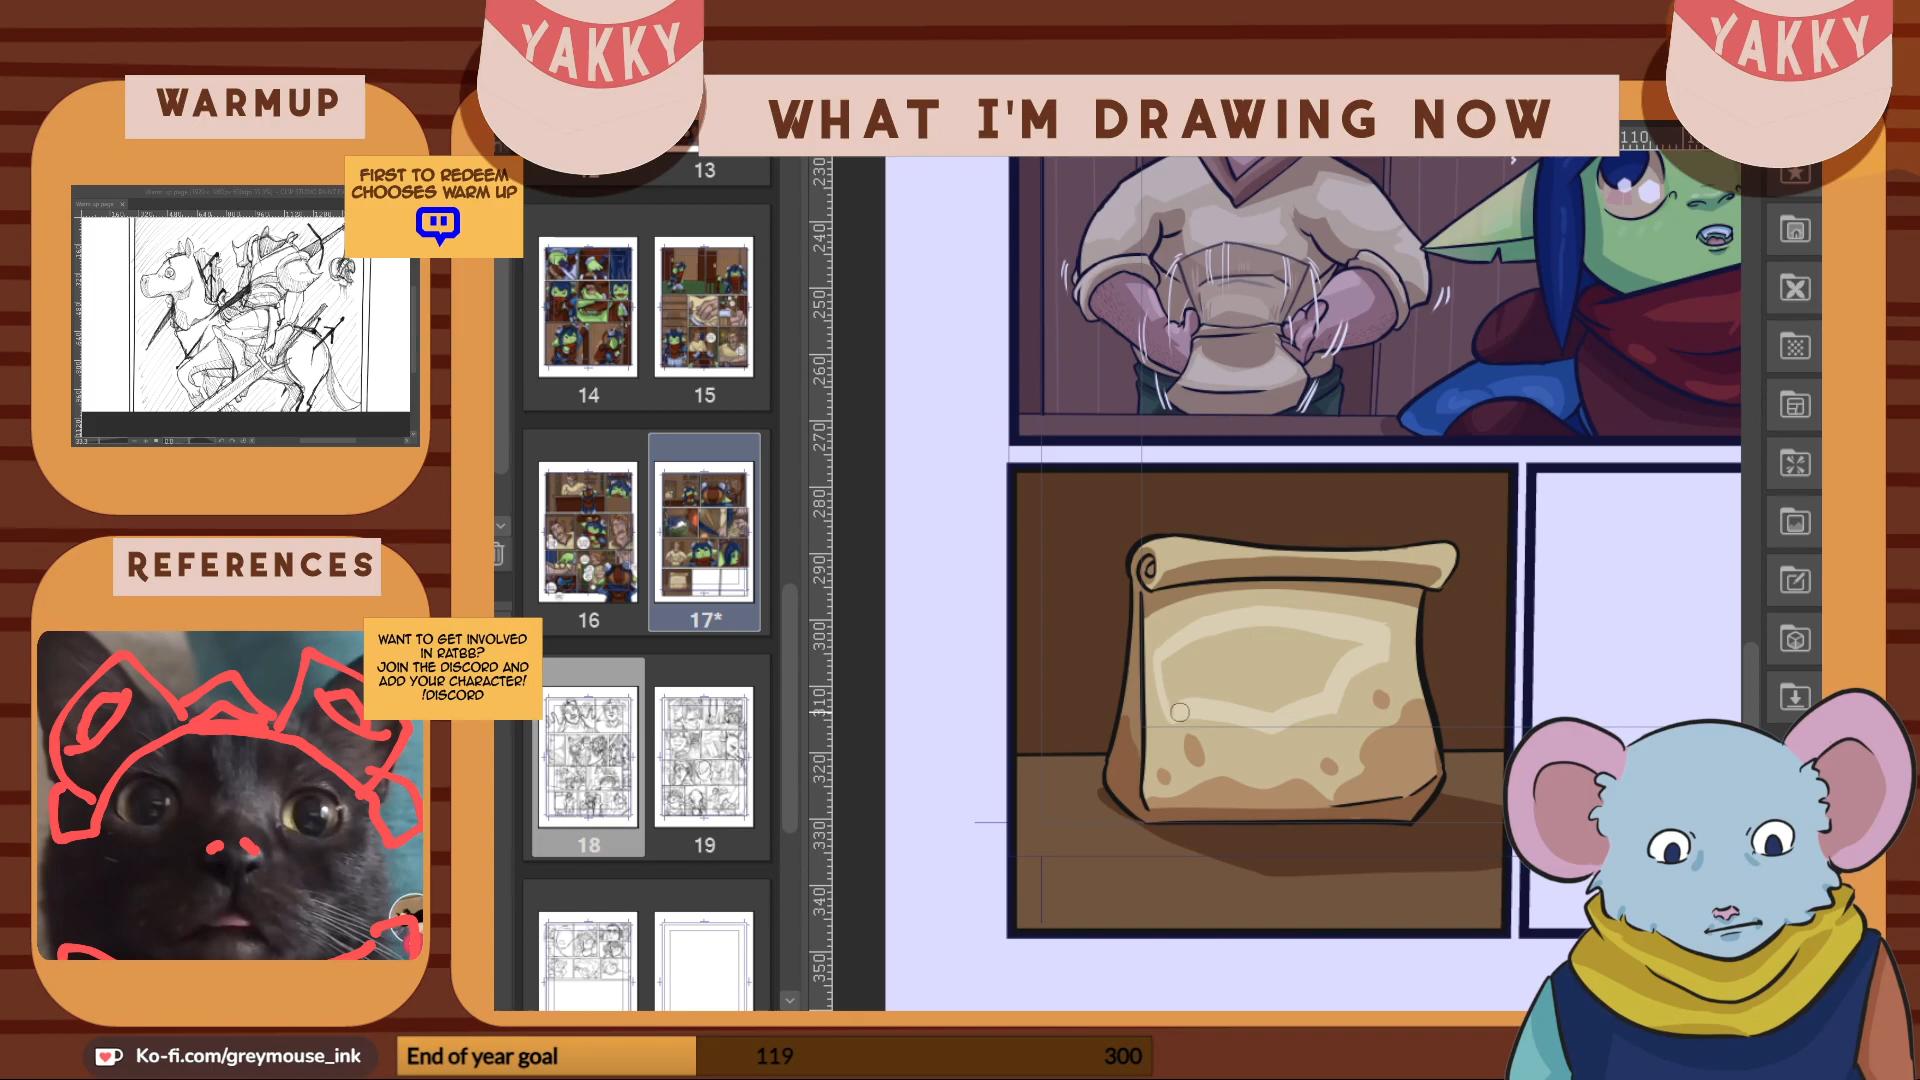 YAKKY
YAKKY
WARMUP
WHAT I'M DRAWING NOW
FIRST TO REDEEM
CHOOSES WARM UP
13
14
15
16
17*
18
19
110
230
240
250
260
270
280
290
300
310
320
330
340
350
REFERENCES
WANT TO GET INVOLVED
IN RAT88?
JOIN THE DISCORD AND
ADD YOUR CHARACTER!
!DISCORD
Ko-fi.com/greymouse_ink
End of year goal
119
300